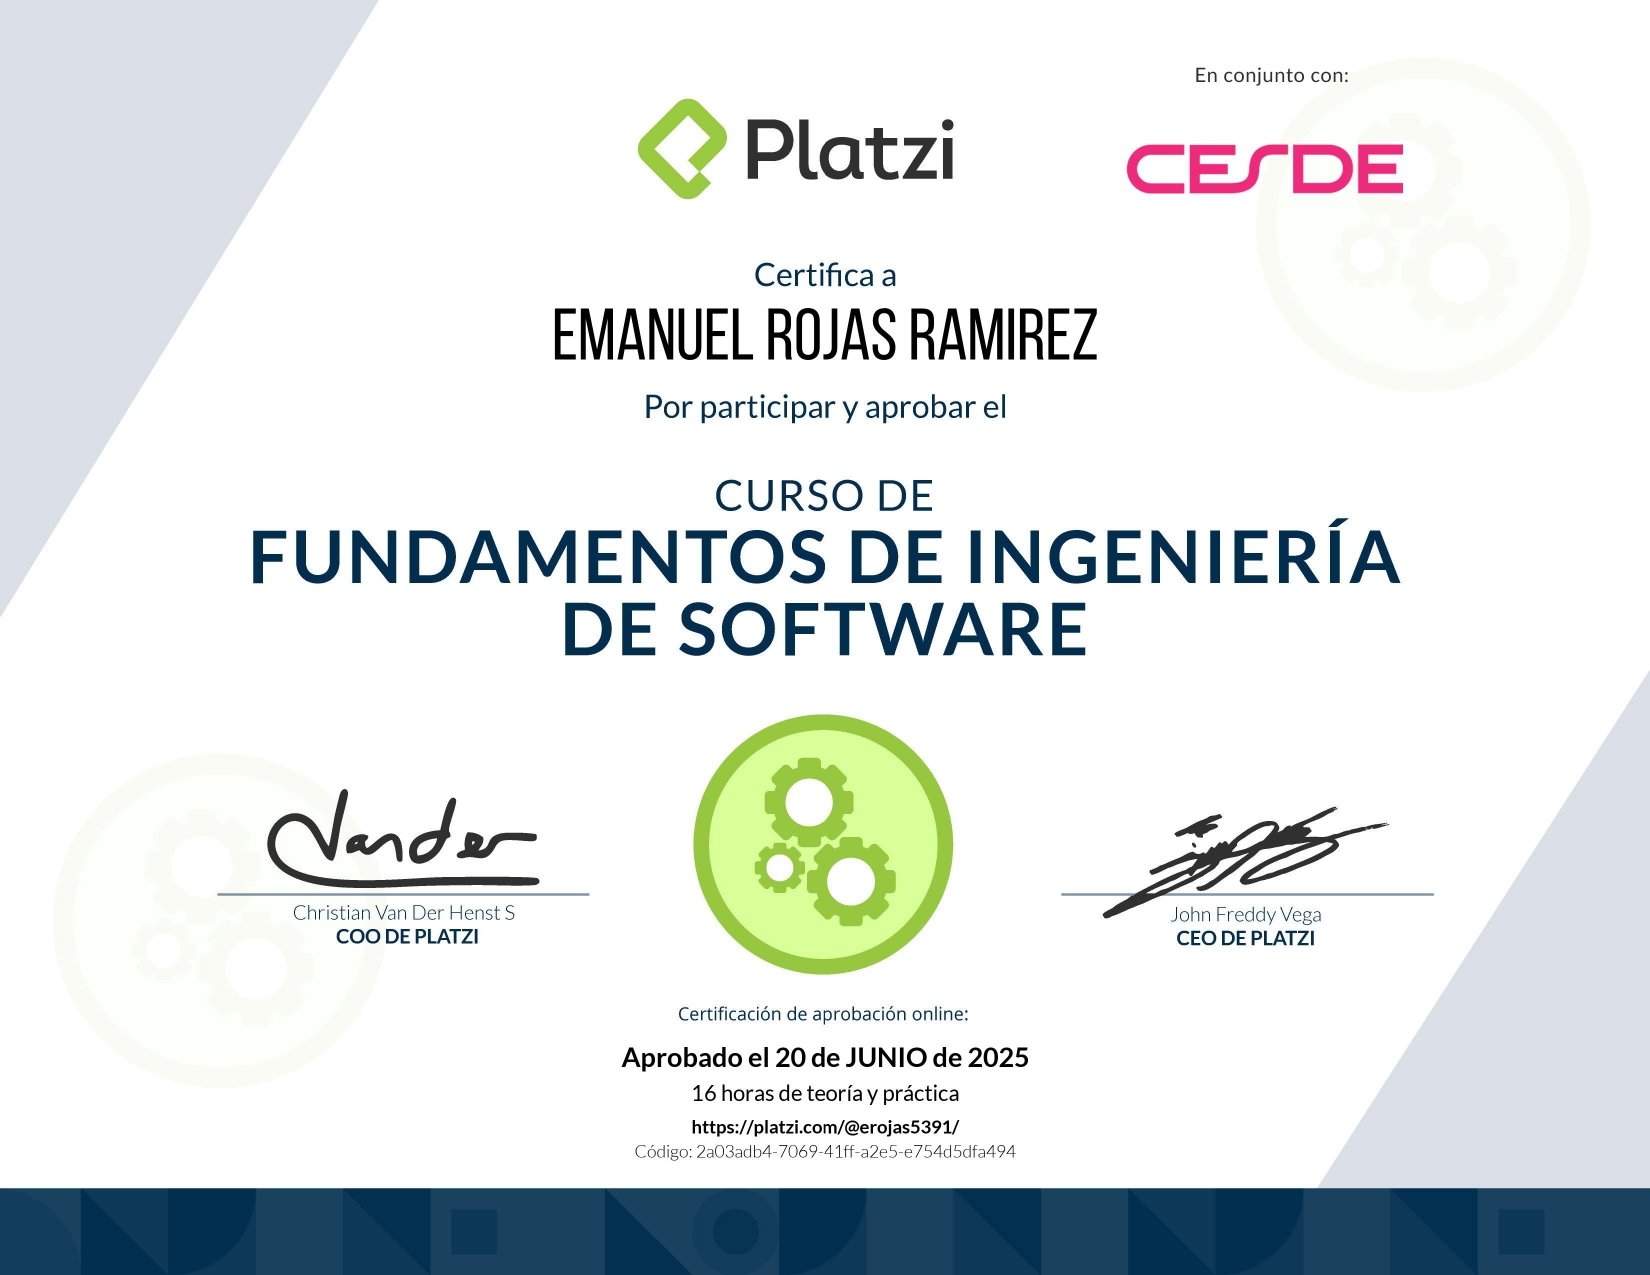 En conjunto con:
Platzi
CESDE
Certifica a
EMANUEL ROJAS RAMIREZ
Por participar y aprobar el
CURSO DE
FUNDAMENTOS DE INGENIERÍA
DE SOFTWARE
Vander
Christian Van Der Henst S
COO DE PLATZI
John Freddy Vega
CEO DE PLATZI
Certificación de aprobación online:
Aprobado el 20 de JUNIO de 2025
16 horas de teoría y práctica
https://platzi.com/@erojas5391/
Código: 2a03adb4-7069-41ff-a2e5-e754d5dfa494